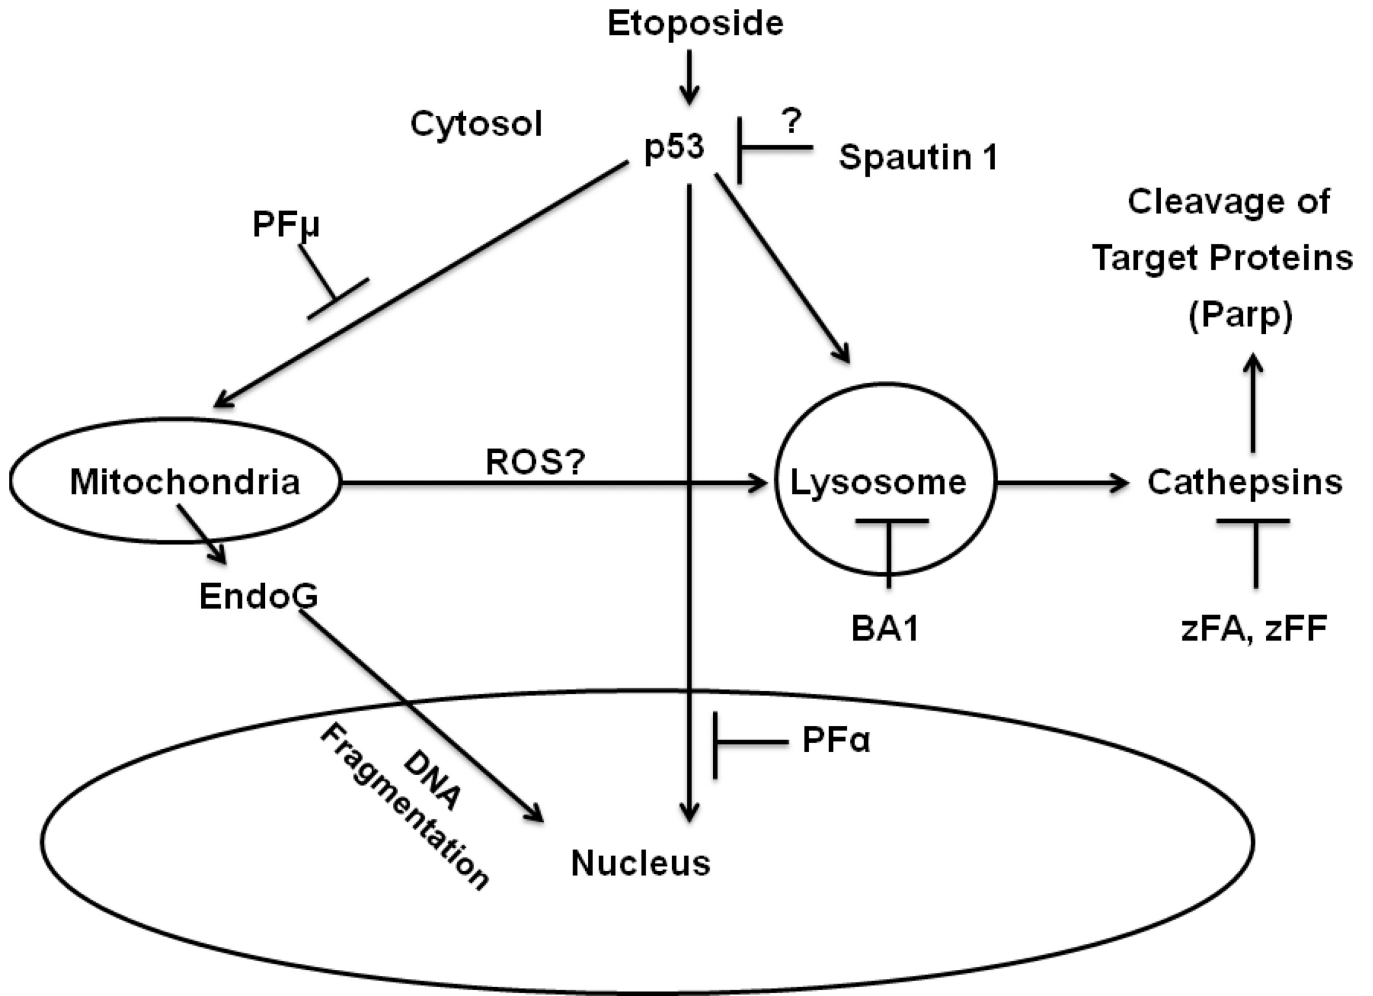 Etoposide
Cytosol
?
p53
Spautin 1
PFμ
Cleavage of
Target Proteins
(Parp)
ROS?
Mitochondria
Lysosome
Cathepsins
EndoG
BA1
zFA, zFF
DNA
Fragmentation
PFα
Nucleus